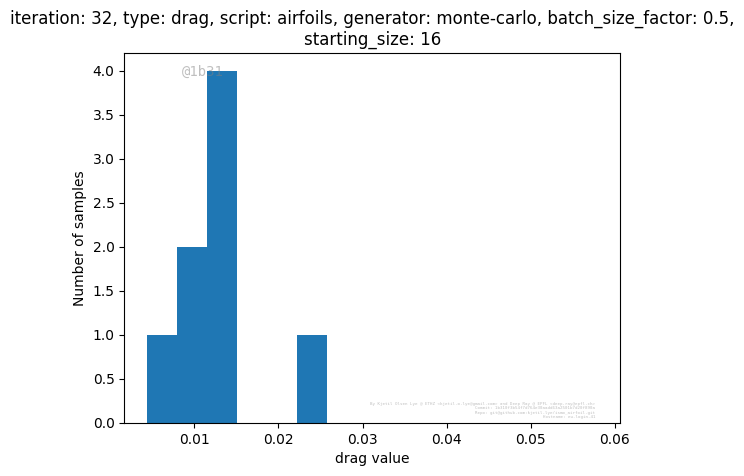 iteration: 32, type: drag, script: airfoils, generator: monte-carlo, batch_size_factor: 0.5,
starting_size: 16
@1b31
4.0
3.5
3.0
2.5
2.0
1.5
1.0
0.5
0.0
Number of samples
0.01 0.02 0.03 0.04 0.05 0.06
drag value